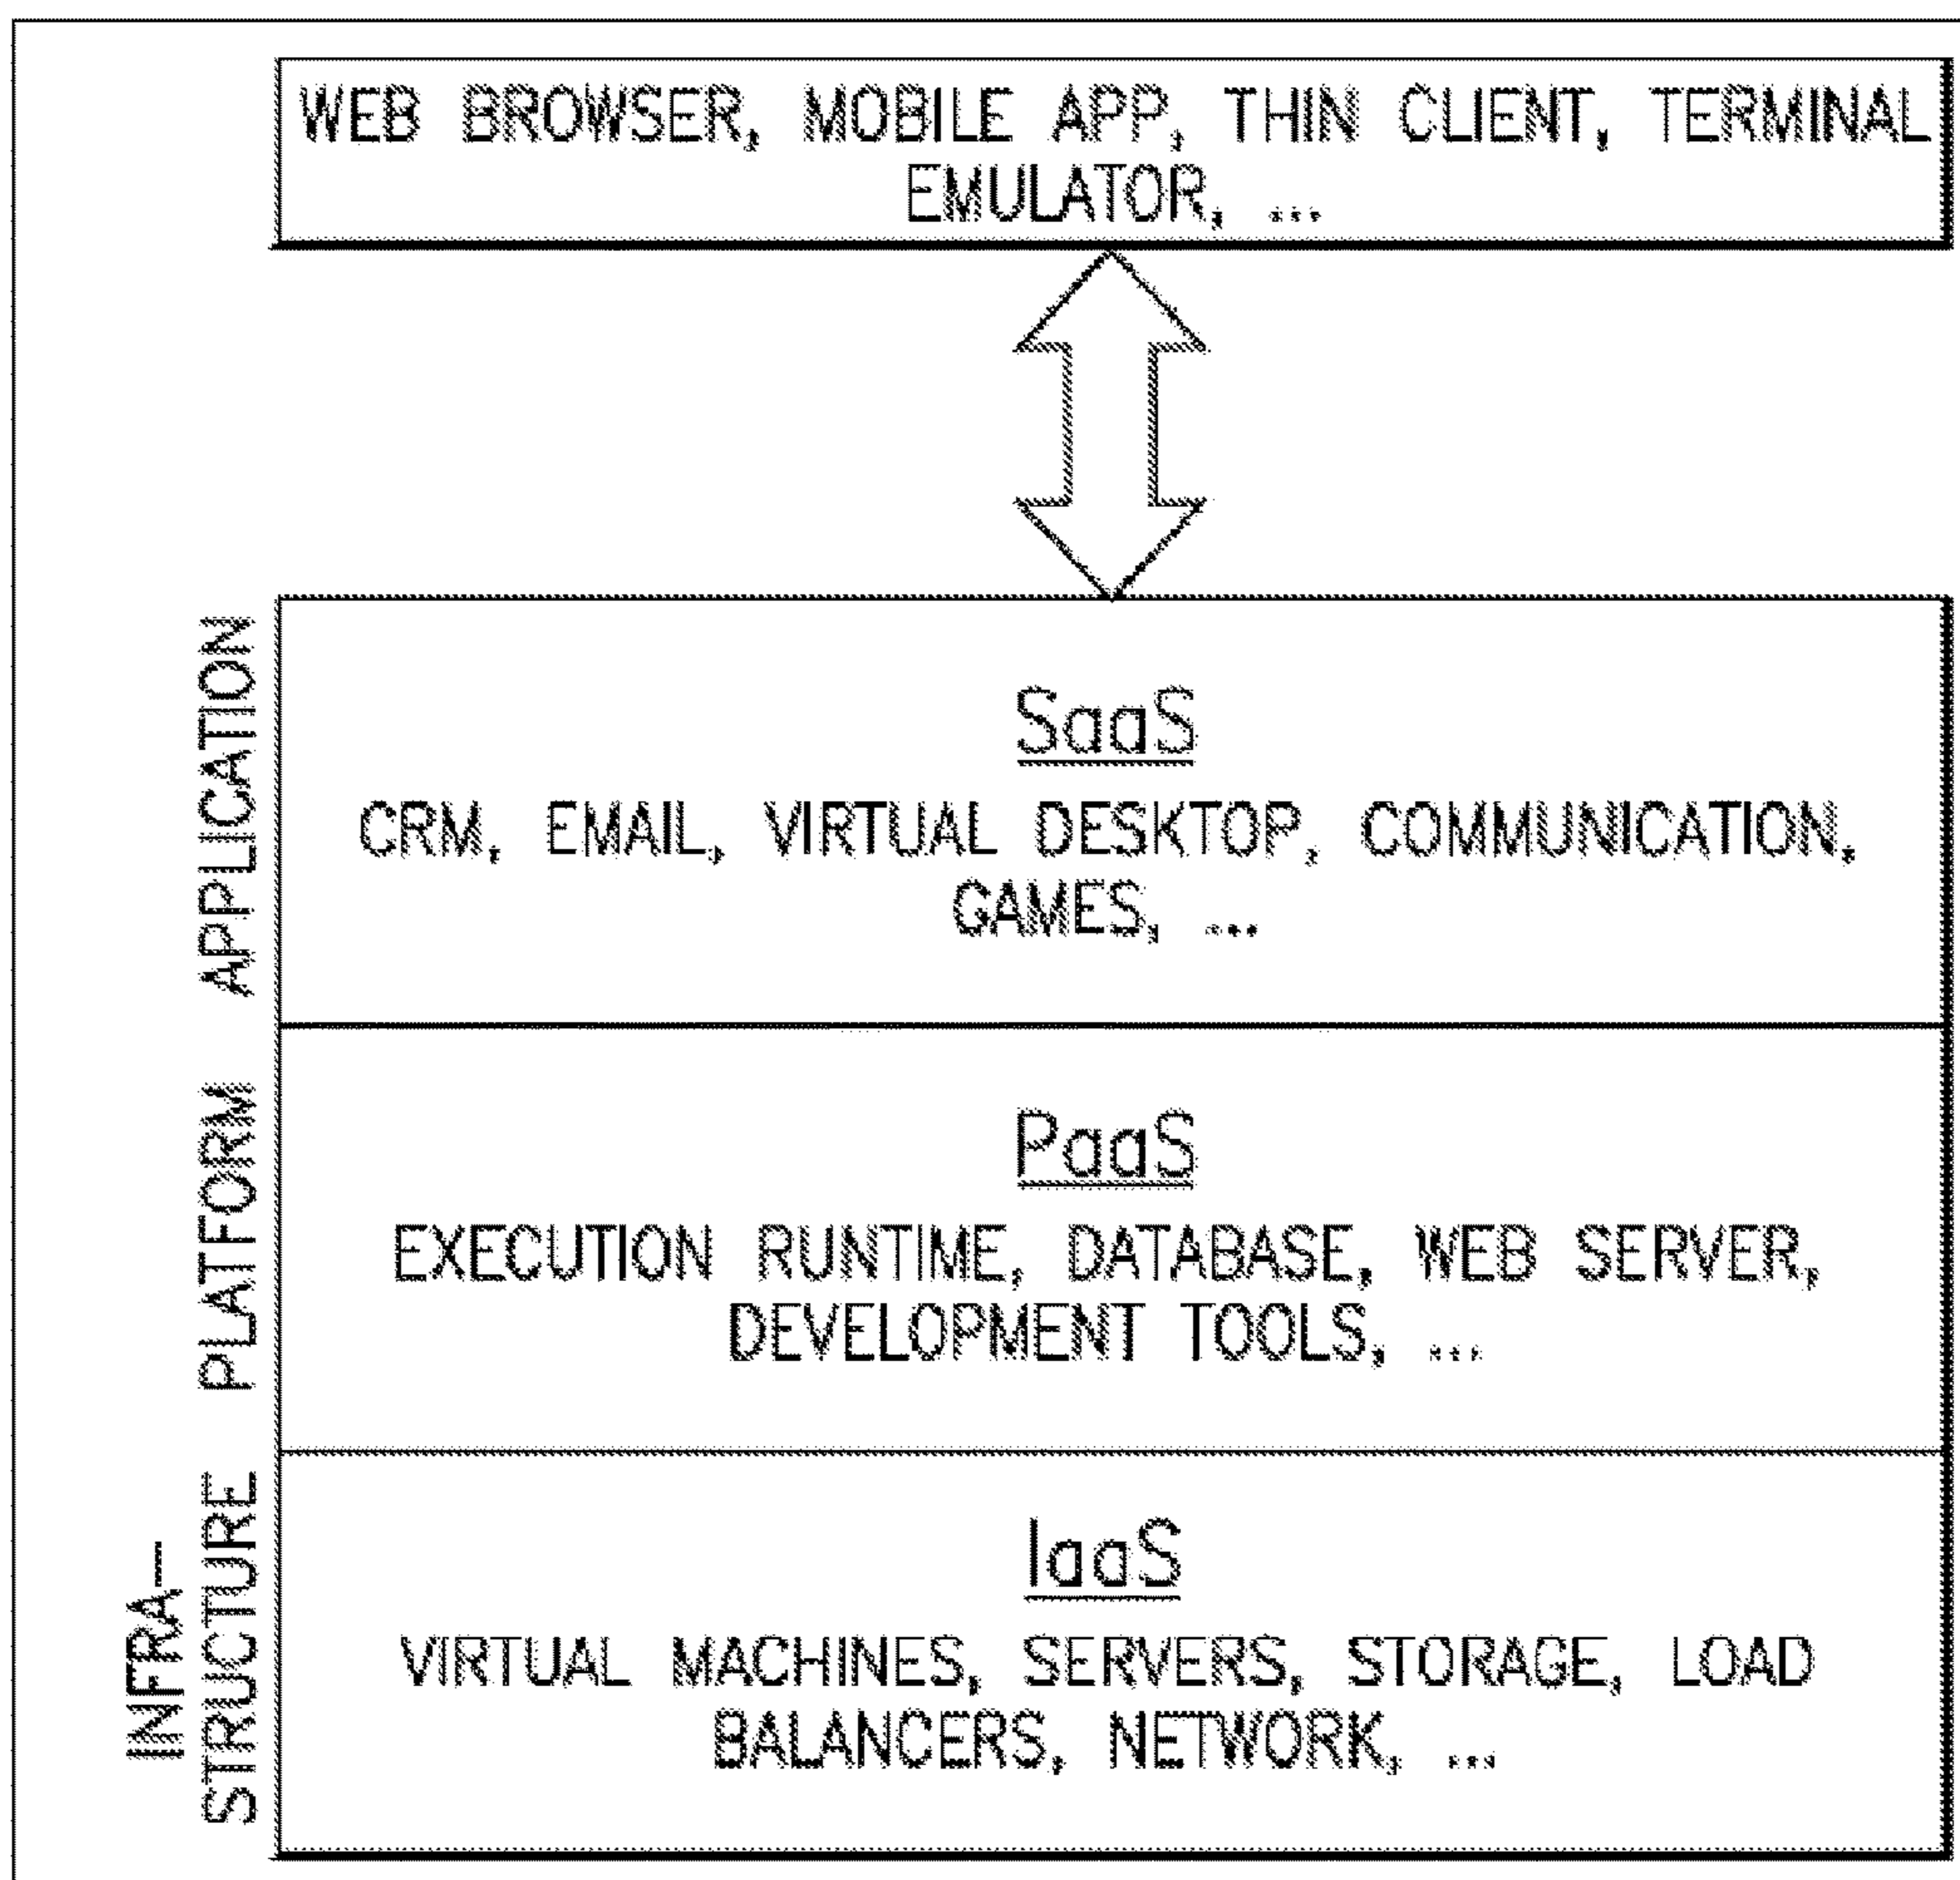 WEB BROWSER, MOBILE APP, THIN CLIENT, TERMINAL
EMULATOR, ...
APPLICATION
SaaS
CRM, EMAIL, VIRTUAL DESKTOP, COMMUNICATION,
GAMES, ...
PLATFORM
PaaS
EXECUTION RUNTIME, DATABASE, WEB SERVER,
DEVELOPMENT TOOLS, ...
INFRA-
STRUCTURE
IaaS
VIRTUAL MACHINES, SERVERS, STORAGE, LOAD
BALANCERS, NETWORK, ...